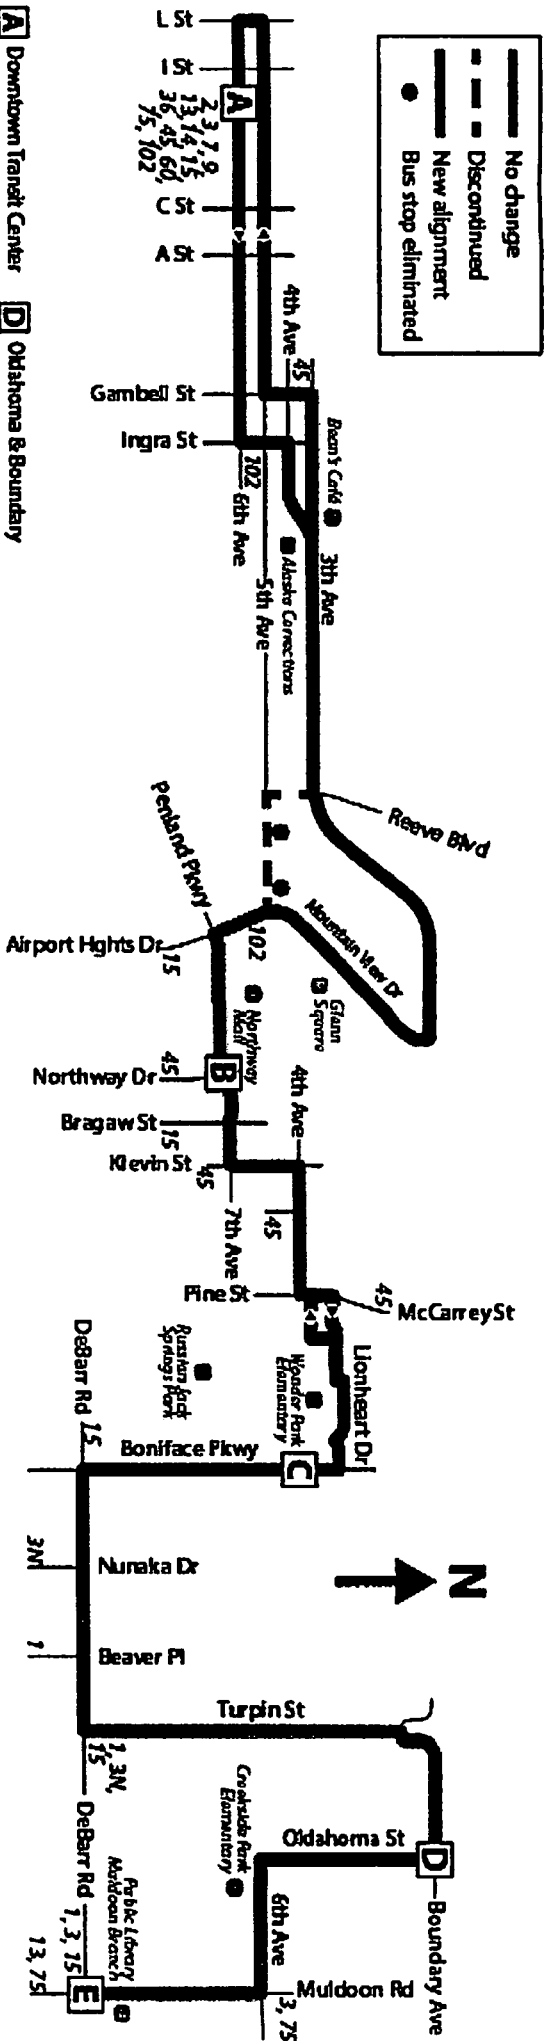 No change
Discontinued
New alignment
Bus stop eliminated
L St
I St
A
2, 3, 7, 9
13, 14, 15,
36, 45, 60,
75, 102
C St
A St
4th Ave
45
Gambell St
Ingra St
102
6th Ave
5th Ave
Bean's Café
Alaska Corrections
3th Ave
A Downtown Transit Center
D Oklahoma & Boundary
Reeve Blvd
Penland Pkwy
Airport Hghts Dr
15
102
Mountain View Dr
Glenn
Square
Northway
Mall
B
Northway Dr
45
Bragaw St
15
Klevin St
45
4th Ave
7th Ave
45
Pine St
45
McCarrey St
Lionheart Dr
Wonder Park
Elementary
Russian Jack
Springs Park
C
Boniface Pkwy
DeBarr Rd
15
N
Nunaka Dr
3N
Beaver Pl
1
Turpin St
1, 3N,
15
DeBarr Rd
Creekside Park
Elementary
Oldahoma St
D
Boundary Ave
6th Ave
Public Library
Muldoon Branch
1, 3, 15
E
13, 75
Muldoon Rd
3, 75